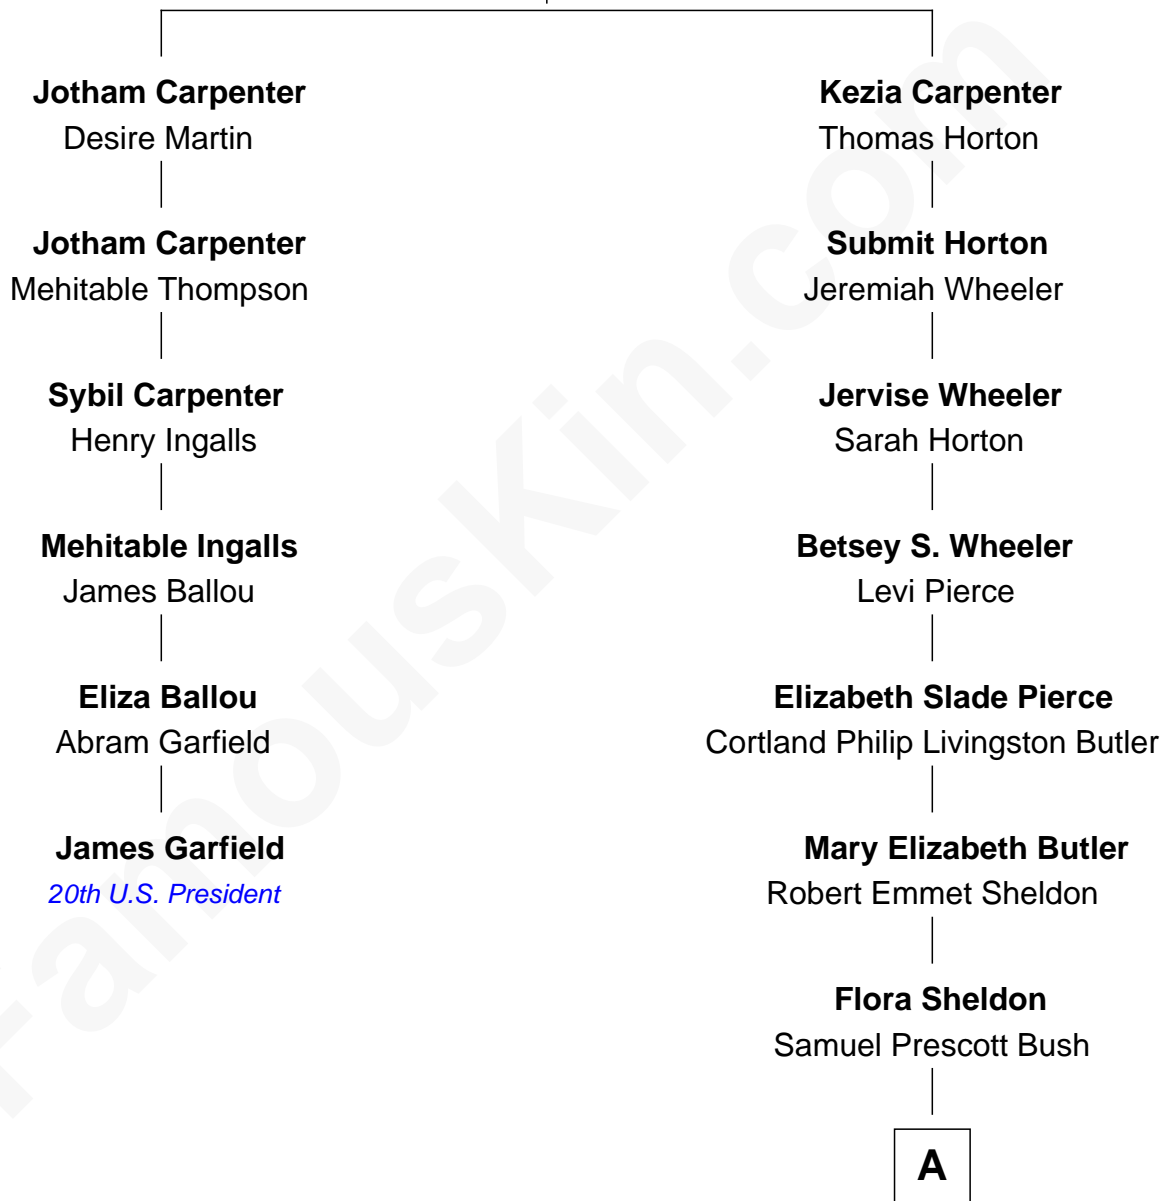 Jotham Carpenter
Desire Martin
Jotham Carpenter
Mehitable Thompson
Sybil Carpenter
Henry Ingalls
Mehitable Ingalls
James Ballou
Eliza Ballou
Abram Garfield
James Garfield
20th U.S. President
Kezia Carpenter
Thomas Horton
Submit Horton
Jeremiah Wheeler
Jervise Wheeler
Sarah Horton
Betsey S. Wheeler
Levi Pierce
Elizabeth Slade Pierce
Cortland Philip Livingston Butler
Mary Elizabeth Butler
Robert Emmet Sheldon
Flora Sheldon
Samuel Prescott Bush
A
FamousKin.com